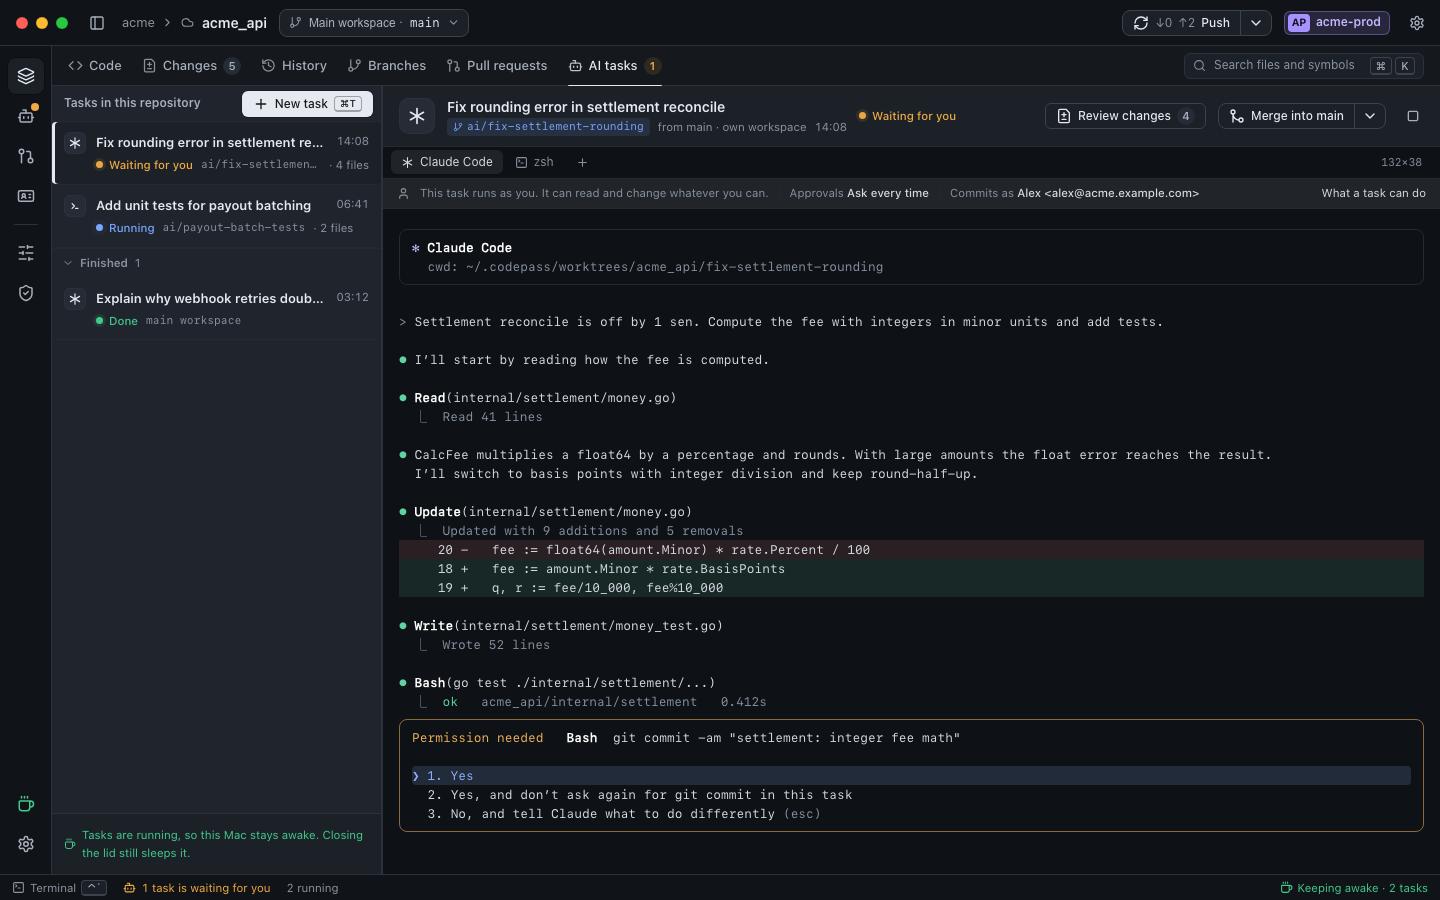 acme > acme_api Main workspace · main
↓0 ↑2 Push
AP acme-prod
Code Changes 5 History Branches Pull requests AI tasks 1
Search files and symbols ⌘ K
Tasks in this repository
+ New task ⌘T
Fix rounding error in settlement re... 14:08
Waiting for you ai/fix-settlemen… · 4 files
Add unit tests for payout batching 06:41
Running ai/payout-batch-tests · 2 files
Finished 1
Explain why webhook retries doub... 03:12
Done main workspace
Tasks are running, so this Mac stays awake. Closing
the lid still sleeps it.
Fix rounding error in settlement reconcile
ai/fix-settlement-rounding from main · own workspace 14:08
Waiting for you
Review changes 4
Merge into main
Claude Code zsh +
132×38
This task runs as you. It can read and change whatever you can. Approvals Ask every time Commits as Alex <alex@acme.example.com> What a task can do
✻ Claude Code
cwd: ~/.codepass/worktrees/acme_api/fix-settlement-rounding
> Settlement reconcile is off by 1 sen. Compute the fee with integers in minor units and add tests.
● I’ll start by reading how the fee is computed.
● Read(internal/settlement/money.go)
⎿ Read 41 lines
● CalcFee multiplies a float64 by a percentage and rounds. With large amounts the float error reaches the result.
I’ll switch to basis points with integer division and keep round-half-up.
● Update(internal/settlement/money.go)
⎿ Updated with 9 additions and 5 removals
20 - fee := float64(amount.Minor) * rate.Percent / 100
18 + fee := amount.Minor * rate.BasisPoints
19 + q, r := fee/10_000, fee%10_000
● Write(internal/settlement/money_test.go)
⎿ Wrote 52 lines
● Bash(go test ./internal/settlement/...)
⎿ ok acme_api/internal/settlement 0.412s
Permission needed Bash git commit -am "settlement: integer fee math"
❯ 1. Yes
2. Yes, and don’t ask again for git commit in this task
3. No, and tell Claude what to do differently (esc)
Terminal ⌃` 1 task is waiting for you 2 running
Keeping awake · 2 tasks